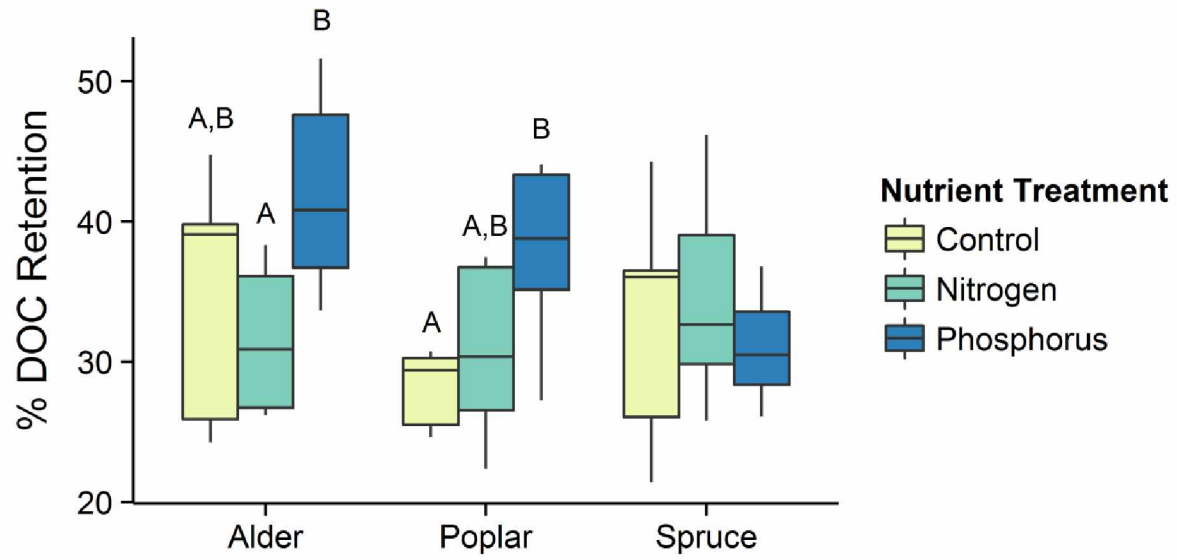 B
50
A,B
B
A
40
A,B
A
30
20
% DOC Retention
Alder
Poplar
Spruce
Nutrient Treatment
Control
Nitrogen
Phosphorus